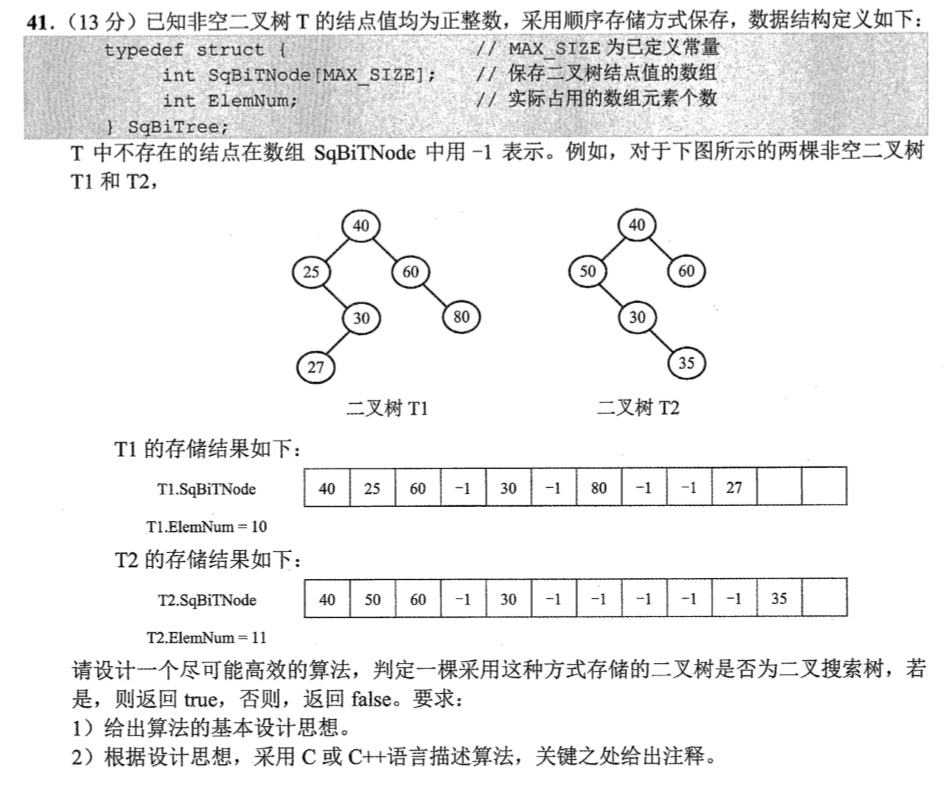 41.（13 分）已知非空二叉树 T 的结点值均为正整数，采用顺序存储方式保存，数据结构定义如下：
typedef struct { // MAX_SIZE 为已定义常量
int SqBiTNode[MAX_SIZE]; // 保存二叉树结点值的数组
int ElemNum; // 实际占用的数组元素个数
} SqBiTree;
T 中不存在的结点在数组 SqBiTNode 中用 -1 表示。例如，对于下图所示的两棵非空二叉树
T1 和 T2，
40 40
25 60 50 60
30 80 30
27 35
二叉树 T1 二叉树 T2
T1 的存储结果如下：
T1.SqBiTNode 40 25 60 -1 30 -1 80 -1 -1 27
T1.ElemNum = 10
T2 的存储结果如下：
T2.SqBiTNode 40 50 60 -1 30 -1 -1 -1 -1 -1 35
T2.ElemNum = 11
请设计一个尽可能高效的算法，判定一棵采用这种方式存储的二叉树是否为二叉搜索树，若
是，则返回 true，否则，返回 false。要求：
1）给出算法的基本设计思想。
2）根据设计思想，采用 C 或 C++语言描述算法，关键之处给出注释。